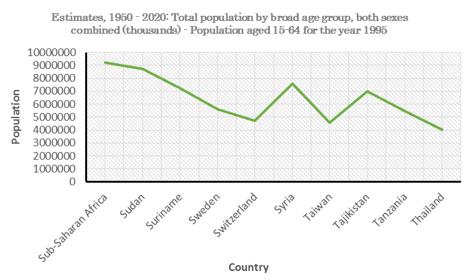 Estimates, 1950 - 2020: Total population by broad age group, both sexes
combined (thousands) - Population aged 15-64 for the year 1995
10000000
9000000
8000000
7000000
6000000
5000000
4000000
3000000
2000000
1000000
0
Population
Sub-Saharan Africa
Sudan
Suriname
Sweden
Switzerland
Syria
Taiwan
Tajikistan
Tanzania
Thailand
Country